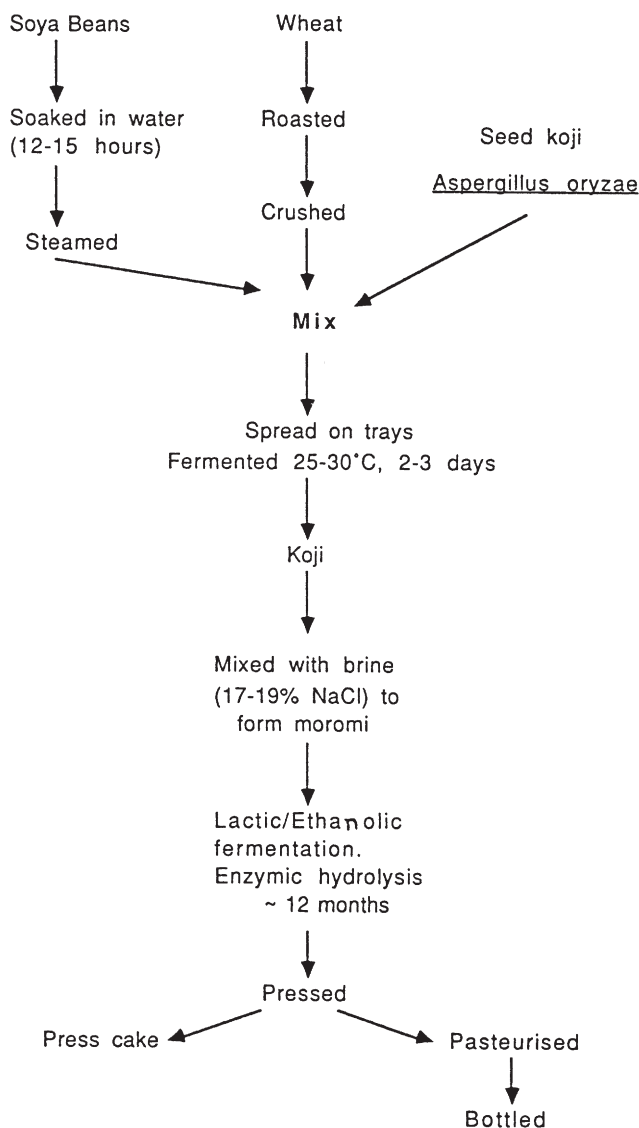 Soya Beans
Soaked in water
(12-15 hours)
Steamed
Wheat
Roasted
Crushed
Seed koji
Aspergillus oryzae
Mix
Spread on trays
Fermented 25-30°C, 2-3 days
Koji
Mixed with brine
(17-19% NaCl) to
form moromi
Lactic/Ethanolic
fermentation.
Enzymic hydrolysis
~ 12 months
Pressed
Press cake
Pasteurised
Bottled